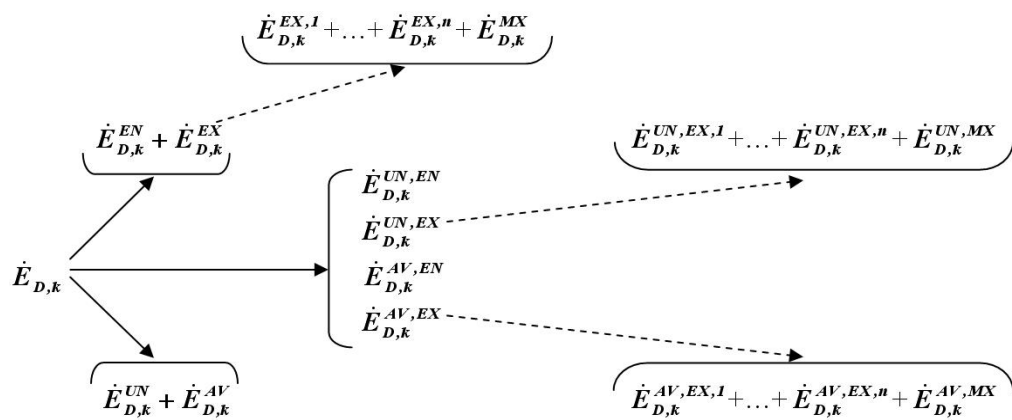 Ė_{D,k}^{EX,1} +...+ Ė_{D,k}^{EX,n} + Ė_{D,k}^{MX}
Ė_{D,k}^{EN} + Ė_{D,k}^{EX}
Ė_{D,k}^{UN,EX,1} +...+ Ė_{D,k}^{UN,EX,n} + Ė_{D,k}^{UN,MX}
Ė_{D,k}^{UN,EN}
Ė_{D,k}^{UN,EX}
Ė_{D,k}
Ė_{D,k}^{AV,EN}
Ė_{D,k}^{AV,EX}
Ė_{D,k}^{UN} + Ė_{D,k}^{AV}
Ė_{D,k}^{AV,EX,1} +...+ Ė_{D,k}^{AV,EX,n} + Ė_{D,k}^{AV,MX}